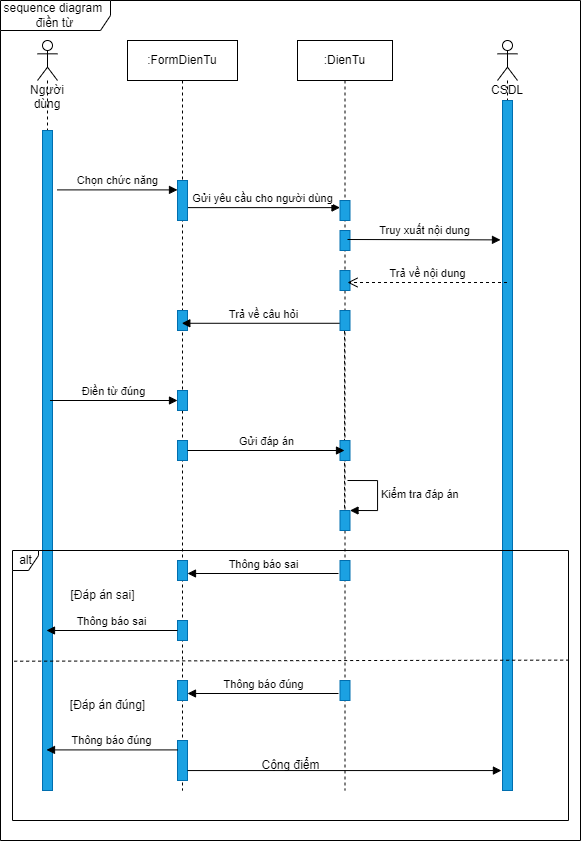 sequence diagram
điền từ
Người
dùng
:FormDienTu
:DienTu
CSDL
Chọn chức năng
Gửi yêu cầu cho người dùng
Truy xuất nội dung
Trả về nội dung
Trả về câu hỏi
Điền từ đúng
Gửi đáp án
Kiểm tra đáp án
alt
Thông báo sai
[Đáp án sai]
Thông báo sai
Thông báo đúng
[Đáp án đúng]
Thông báo đúng
Công điểm